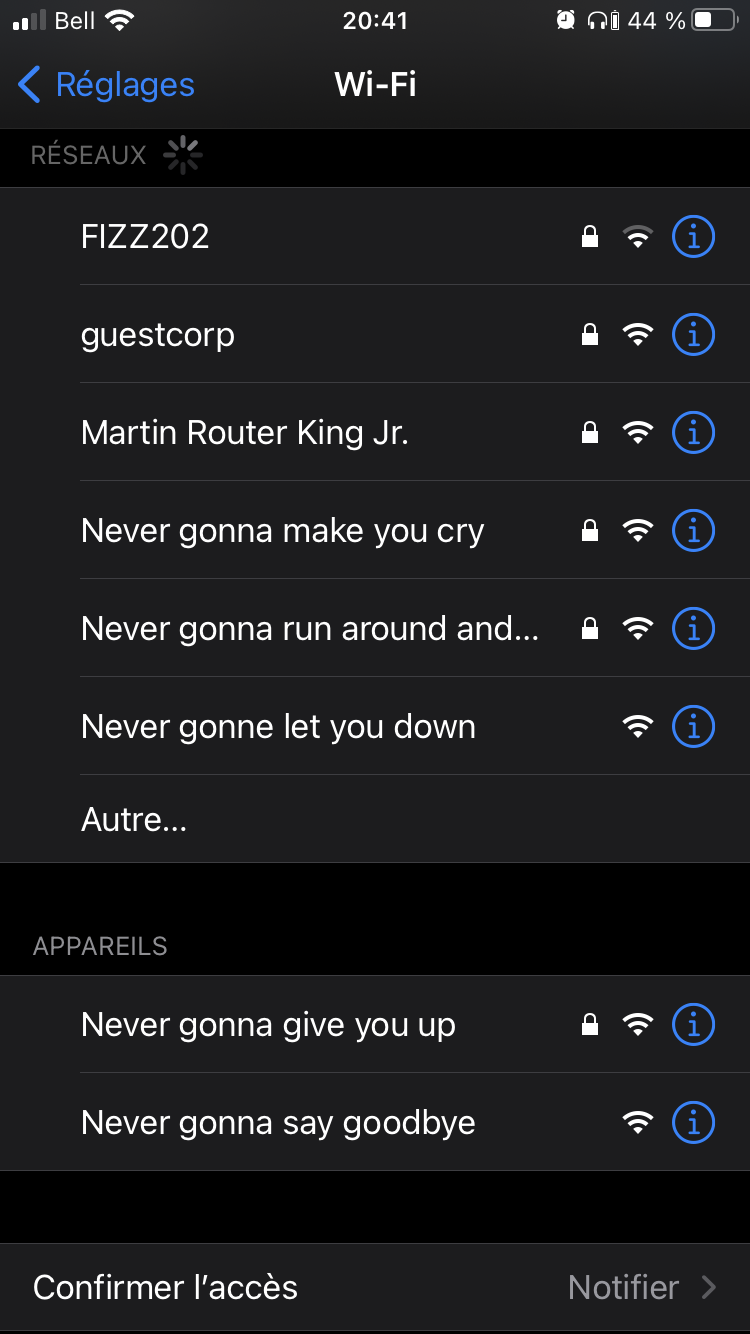 Bell 20:41 44 %
Réglages Wi-Fi
RÉSEAUX
FIZZ202
guestcorp
Martin Router King Jr.
Never gonna make you cry
Never gonna run around and...
Never gonne let you down
Autre...
APPAREILS
Never gonna give you up
Never gonna say goodbye
Confirmer l’accès Notifier